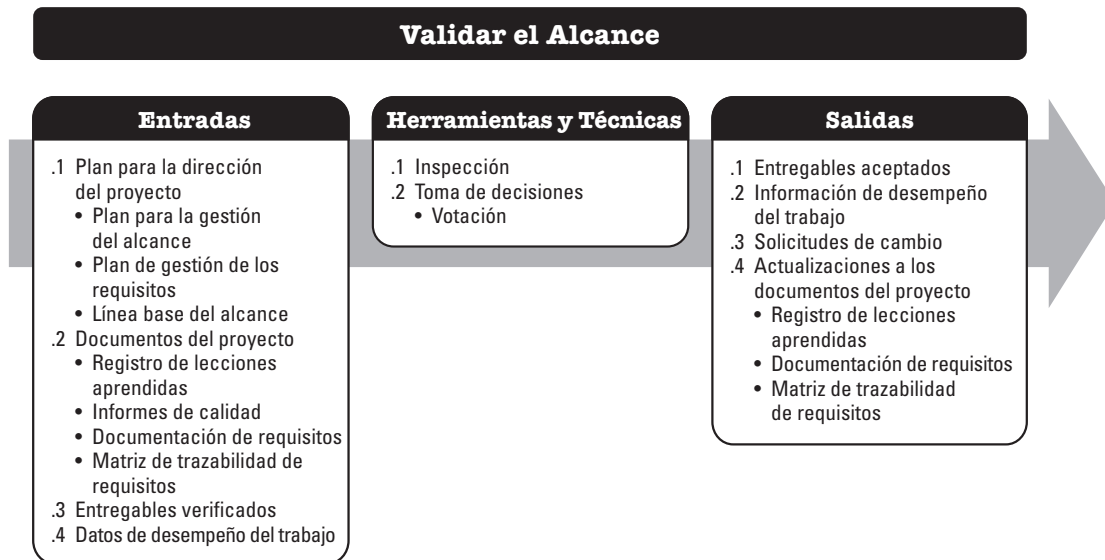 Validar el Alcance
Entradas
.1 Plan para la dirección
del proyecto
• Plan para la gestión
del alcance
• Plan de gestión de los
requisitos
• Línea base del alcance
.2 Documentos del proyecto
• Registro de lecciones
aprendidas
• Informes de calidad
• Documentación de requisitos
• Matriz de trazabilidad de
requisitos
.3 Entregables verificados
.4 Datos de desempeño del trabajo
Herramientas y Técnicas
.1 Inspección
.2 Toma de decisiones
• Votación
Salidas
.1 Entregables aceptados
.2 Información de desempeño
del trabajo
.3 Solicitudes de cambio
.4 Actualizaciones a los
documentos del proyecto
• Registro de lecciones
aprendidas
• Documentación de requisitos
• Matriz de trazabilidad
de requisitos